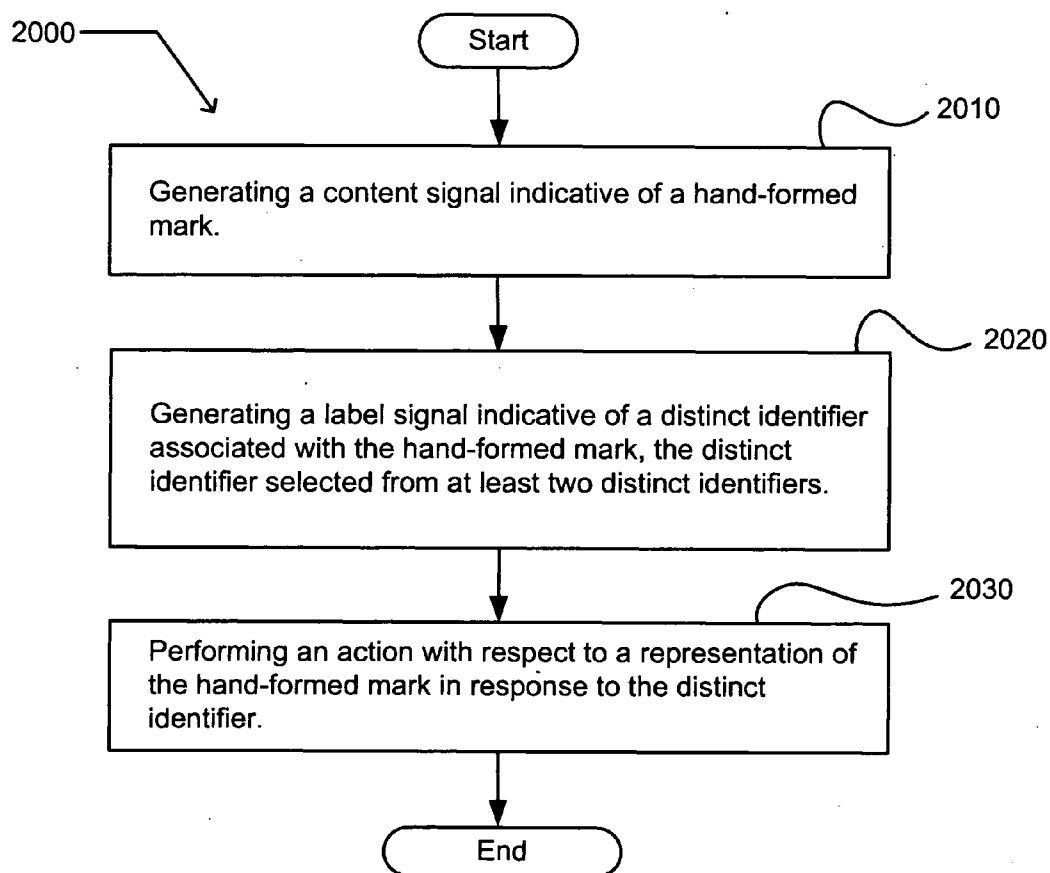 2000
Start
2010
Generating a content signal indicative of a hand-formed
mark.
2020
Generating a label signal indicative of a distinct identifier
associated with the hand-formed mark, the distinct
identifier selected from at least two distinct identifiers.
2030
Performing an action with respect to a representation of
the hand-formed mark in response to the distinct
identifier.
End